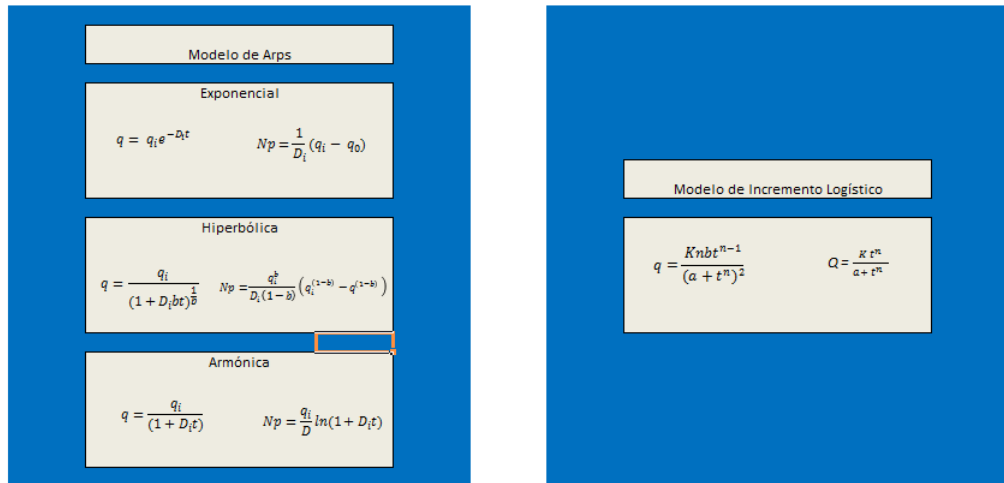 Modelo de Arps
Exponencial
q = q_i e^{-D_i t}  Np = \frac{1}{D_i}(q_i − q_0)
Hiperbólica
q = \frac{q_i}{(1 + D_i bt)^{\frac{1}{b}}}  Np = \frac{q_i^b}{D_i(1−b)}(q_i^{(1−b)} − q^{(1−b)})
Armónica
q = \frac{q_i}{(1 + D_i t)}  Np = \frac{q_i}{D} ln(1 + D_i t)
Modelo de Incremento Logístico
q = \frac{Knbt^{n−1}}{(a + t^n)^2}  Q = \frac{K t^n}{a + t^n}